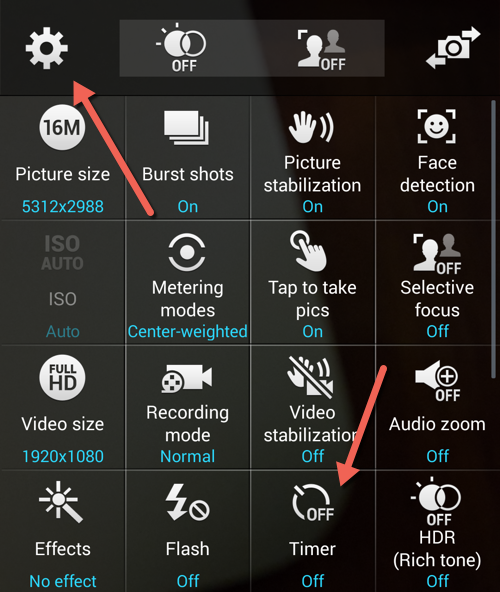 OFF
OFF
16M
Picture size
5312x2988
Burst shots
On
Picture
stabilization
On
Face
detection
On
ISO
AUTO
ISO
Auto
Metering
modes
Center-weighted
Tap to take
pics
On
OFF
Selective
focus
Off
FULL
HD
Video size
1920x1080
Recording
mode
Normal
Video
stabilization
Off
OFF
Audio zoom
Off
Effects
No effect
Flash
Off
OFF
Timer
Off
OFF
HDR
(Rich tone)
Off